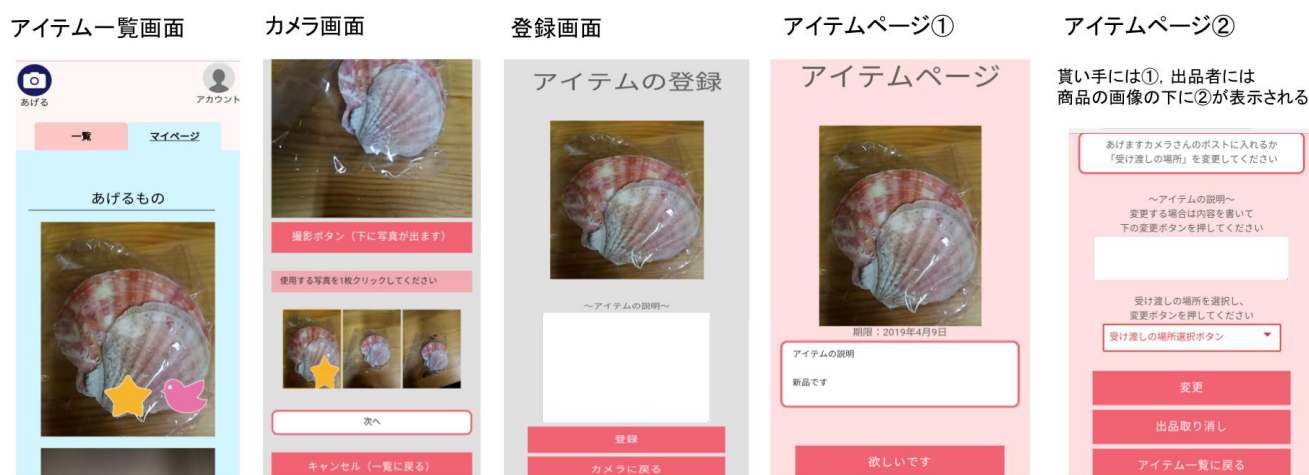 アイテム一覧画面
あげる
アカウント
一覧
マイページ
あげるもの
カメラ画面
撮影ボタン（下に写真が出ます）
使用する写真を1枚クリックしてください
次へ
キャンセル（一覧に戻る）
登録画面
アイテムの登録
～アイテムの説明～
登録
カメラに戻る
アイテムページ①
アイテムページ
期限：2019年4月9日
アイテムの説明
新品です
欲しいです
アイテムページ②
貰い手には①，出品者には
商品の画像の下に②が表示される
あげますカメラさんのポストに入れるか
「受け渡しの場所」を変更してください
～アイテムの説明～
変更する場合は内容を書いて
下の変更ボタンを押してください
受け渡しの場所を選択し、
変更ボタンを押してください
受け渡しの場所選択ボタン
変更
出品取り消し
アイテム一覧に戻る